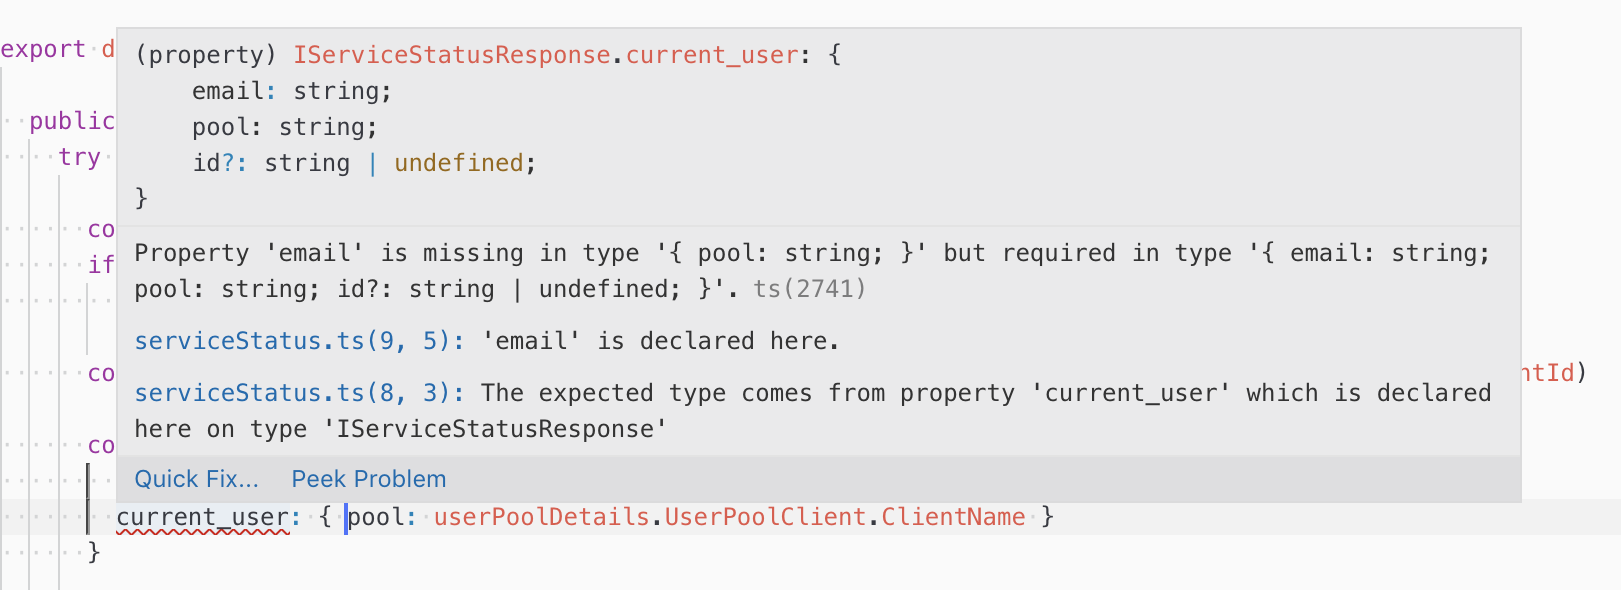 export d
(property) IServiceStatusResponse.current_user: {
email: string;
pool: string;
public
try
id?: string | undefined;
}
co
Property 'email' is missing in type '{ pool: string; }' but required in type '{ email: string;
if
pool: string; id?: string | undefined; }'. ts(2741)
serviceStatus.ts(9, 5): 'email' is declared here.
co
ntId)
serviceStatus.ts(8, 3): The expected type comes from property 'current_user' which is declared
here on type 'IServiceStatusResponse'
co
Quick Fix... Peek Problem
current_user: { pool: userPoolDetails.UserPoolClient.ClientName }
}